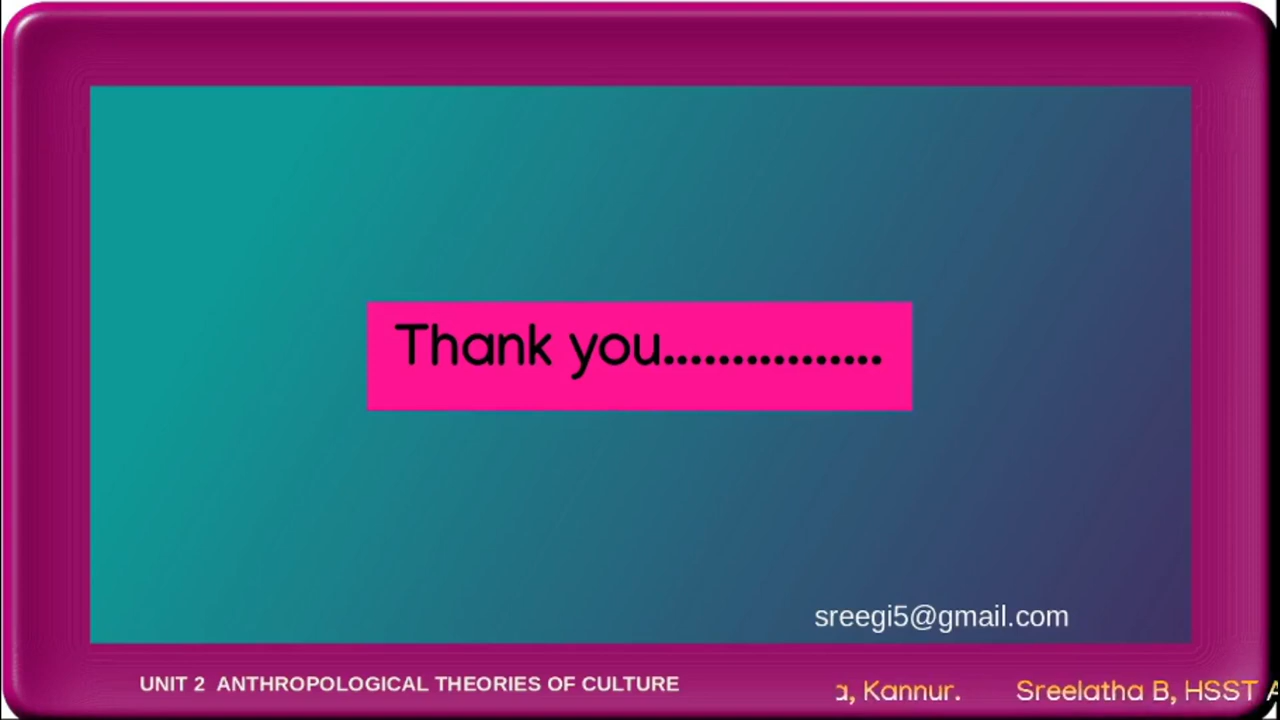 Thank you................
sreegi5@gmail.com
UNIT 2 ANTHROPOLOGICAL THEORIES OF CULTURE
Kannur. Sreelatha B, HSST